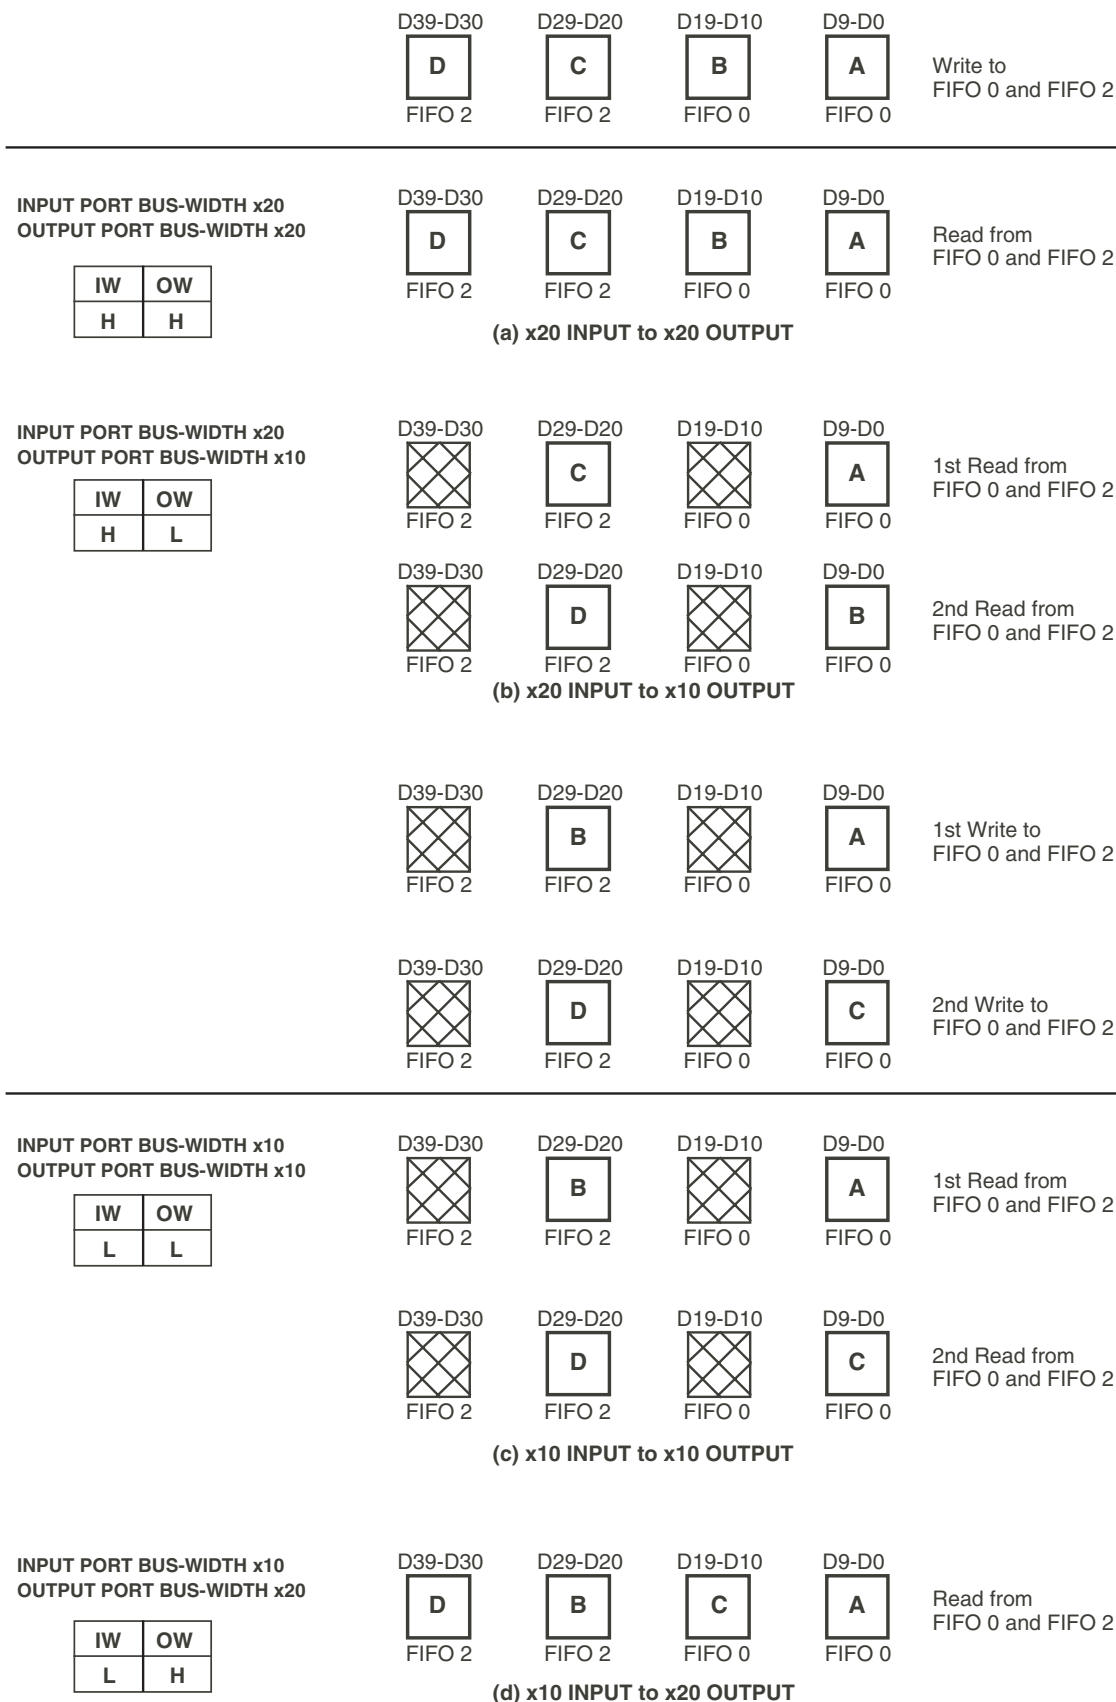 D39-D30 D29-D20 D19-D10 D9-D0
D C B A
Write to
FIFO 0 and FIFO 2
FIFO 2 FIFO 2 FIFO 0 FIFO 0
INPUT PORT BUS-WIDTH x20
OUTPUT PORT BUS-WIDTH x20
IW OW
H H
D39-D30 D29-D20 D19-D10 D9-D0
D C B A
Read from
FIFO 0 and FIFO 2
FIFO 2 FIFO 2 FIFO 0 FIFO 0
(a) x20 INPUT to x20 OUTPUT
INPUT PORT BUS-WIDTH x20
OUTPUT PORT BUS-WIDTH x10
IW OW
H L
D39-D30 D29-D20 D19-D10 D9-D0
C A
1st Read from
FIFO 0 and FIFO 2
FIFO 2 FIFO 2 FIFO 0 FIFO 0
D39-D30 D29-D20 D19-D10 D9-D0
D B
2nd Read from
FIFO 0 and FIFO 2
FIFO 2 FIFO 2 FIFO 0 FIFO 0
(b) x20 INPUT to x10 OUTPUT
D39-D30 D29-D20 D19-D10 D9-D0
B A
1st Write to
FIFO 0 and FIFO 2
FIFO 2 FIFO 2 FIFO 0 FIFO 0
D39-D30 D29-D20 D19-D10 D9-D0
D C
2nd Write to
FIFO 0 and FIFO 2
FIFO 2 FIFO 2 FIFO 0 FIFO 0
INPUT PORT BUS-WIDTH x10
OUTPUT PORT BUS-WIDTH x10
IW OW
L L
D39-D30 D29-D20 D19-D10 D9-D0
B A
1st Read from
FIFO 0 and FIFO 2
FIFO 2 FIFO 2 FIFO 0 FIFO 0
D39-D30 D29-D20 D19-D10 D9-D0
D C
2nd Read from
FIFO 0 and FIFO 2
FIFO 2 FIFO 2 FIFO 0 FIFO 0
(c) x10 INPUT to x10 OUTPUT
INPUT PORT BUS-WIDTH x10
OUTPUT PORT BUS-WIDTH x20
IW OW
L H
D39-D30 D29-D20 D19-D10 D9-D0
D B C A
Read from
FIFO 0 and FIFO 2
FIFO 2 FIFO 2 FIFO 0 FIFO 0
(d) x10 INPUT to x20 OUTPUT